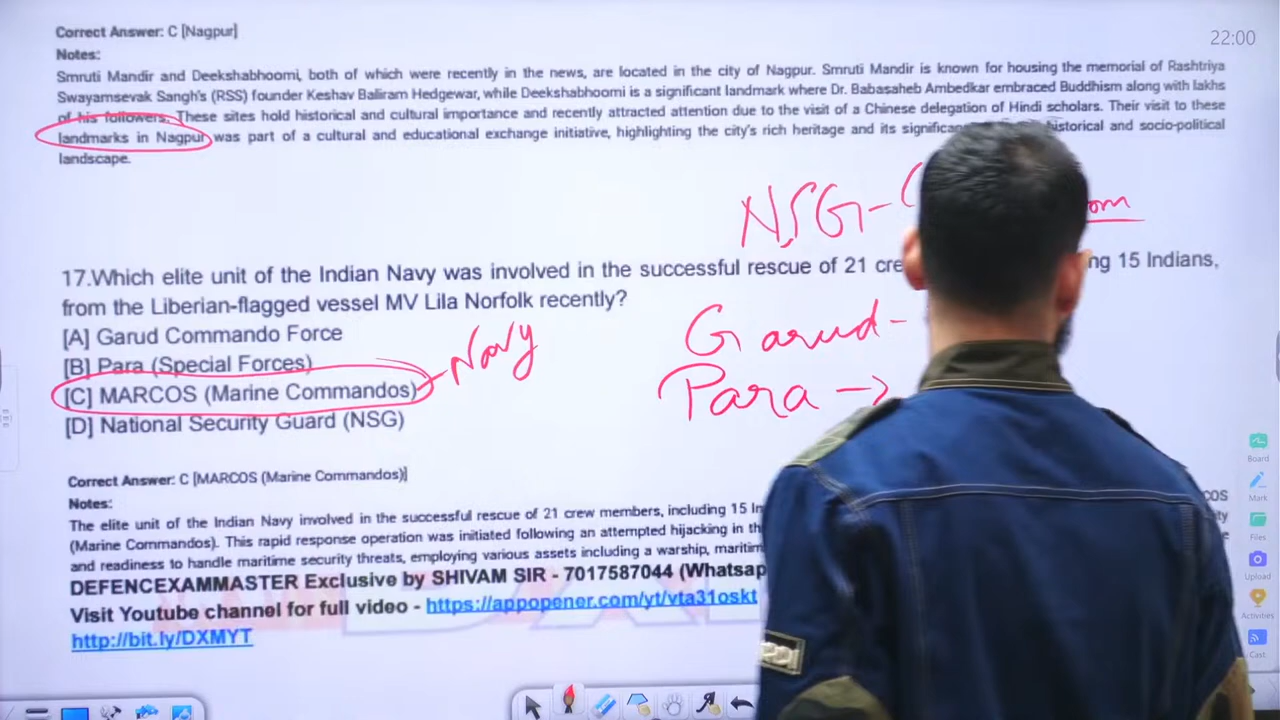 22:00
Correct Answer: C [Nagpur]
Notes:
Smruti Mandir and Deekshabhoomi, both of which were recently in the news, are located in the city of Nagpur. Smruti Mandir is known for housing the memorial of Rashtriya
Swayamsevak Sangh's (RSS) founder Keshav Baliram Hedgewar, while Deekshabhoomi is a significant landmark where Dr. Babasaheb Ambedkar embraced Buddhism along with lakhs
of his followers. These sites hold historical and cultural importance and recently attracted attention due to the visit of a Chinese delegation of Hindi scholars. Their visit to these
landmarks in Nagpur was part of a cultural and educational exchange initiative, highlighting the city's rich heritage and its historical and socio-political
landscape.
NSG-
17.Which elite unit of the Indian Navy was involved in the successful rescue of 21 15 Indians,
from the Liberian-flagged vessel MV Lila Norfolk recently?
[A] Garud Commando Force
[B] Para (Special Forces)
[C] MARCOS (Marine Commandos)
[D] National Security Guard (NSG)
Navy
Garud-
Para →
Correct Answer: C [MARCOS (Marine Commandos)]
Notes:
The elite unit of the Indian Navy involved in the successful rescue of 21 crew members, including 15
(Marine Commandos). This rapid response operation was initiated following an attempted hijacking in
and readiness to handle maritime security threats, employing various assets including a warship,
DEFENCEXAMMASTER Exclusive by SHIVAM SIR - 7017587044 (Whatsap
Visit Youtube channel for full video - https://appopener.com/yt/vta31oskt
http://bit.ly/DXMYT
Board
Mark
Files
Upload
Activities
Cast